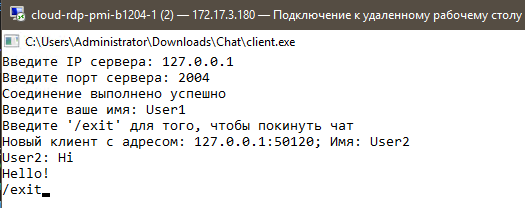 cloud-rdp-pmi-b1204-1 (2) — 172.17.3.180 — Подключение к удаленному рабочему столу
C:\Users\Administrator\Downloads\Chat\client.exe
Введите IP сервера: 127.0.0.1
Введите порт сервера: 2004
Соединение выполнено успешно
Введите ваше имя: User1
Введите '/exit' для того, чтобы покинуть чат
Новый клиент с адресом: 127.0.0.1:50120; Имя: User2
User2: Hi
Hello!
/exit